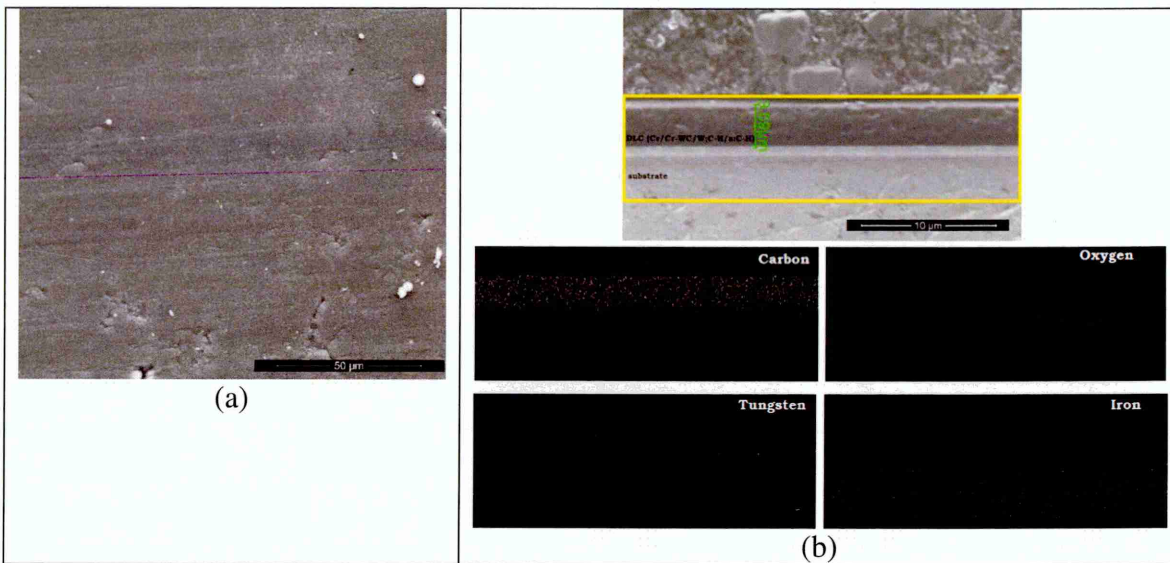 50 µm
(a)
DLC (Cr/Cr-WC/W:C-H/a:C-H)
substrate
10 µm
Carbon
Oxygen
Tungsten
Iron
(b)